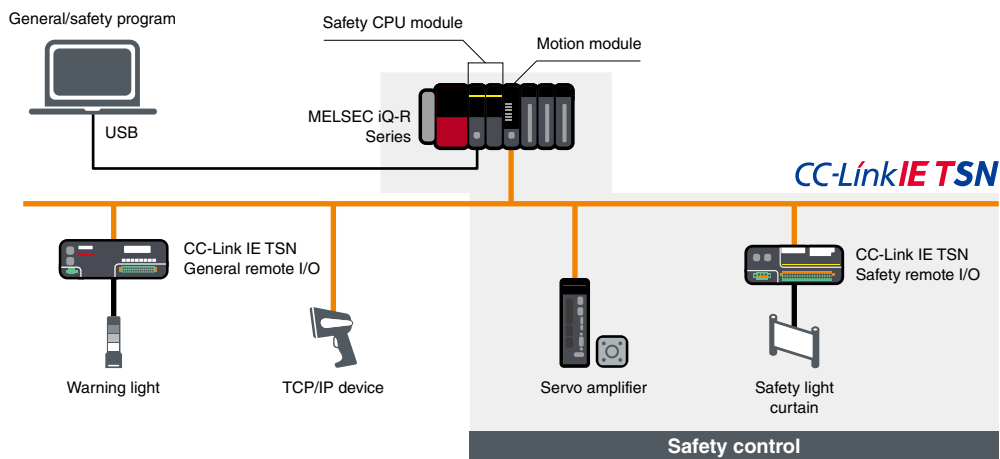 General/safety program
Safety CPU module
Motion module
MELSEC iQ-R
Series
USB
CC-Línk IE TSN
CC-Link IE TSN
General remote I/O
CC-Link IE TSN
Safety remote I/O
Warning light
TCP/IP device
Servo amplifier
Safety light
curtain
Safety control